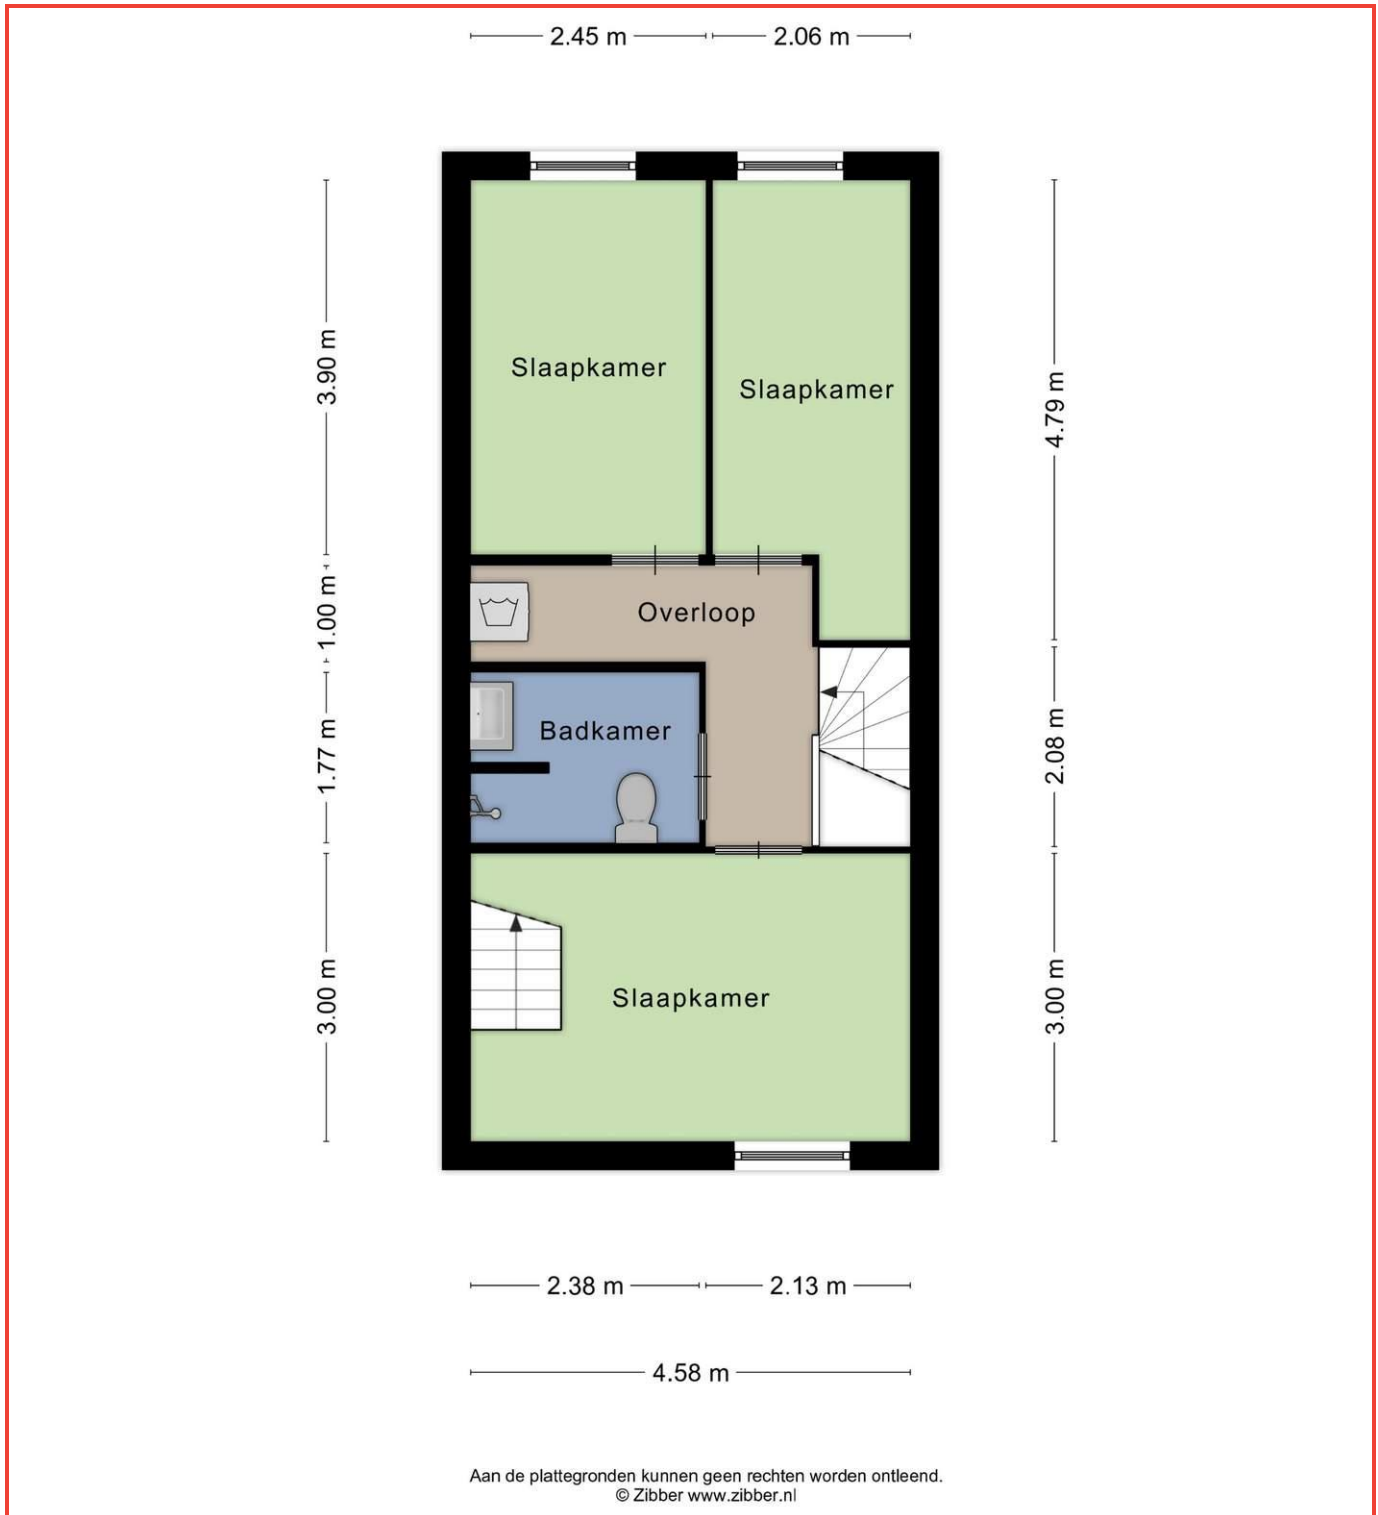 2.45 m
2.06 m
3.90 m
4.79 m
Slaapkamer
Slaapkamer
1.00 m
Overloop
1.77 m
Badkamer
2.08 m
3.00 m
Slaapkamer
3.00 m
2.38 m
2.13 m
4.58 m
Aan de plattegronden kunnen geen rechten worden ontleend.
© Zibber www.zibber.nl